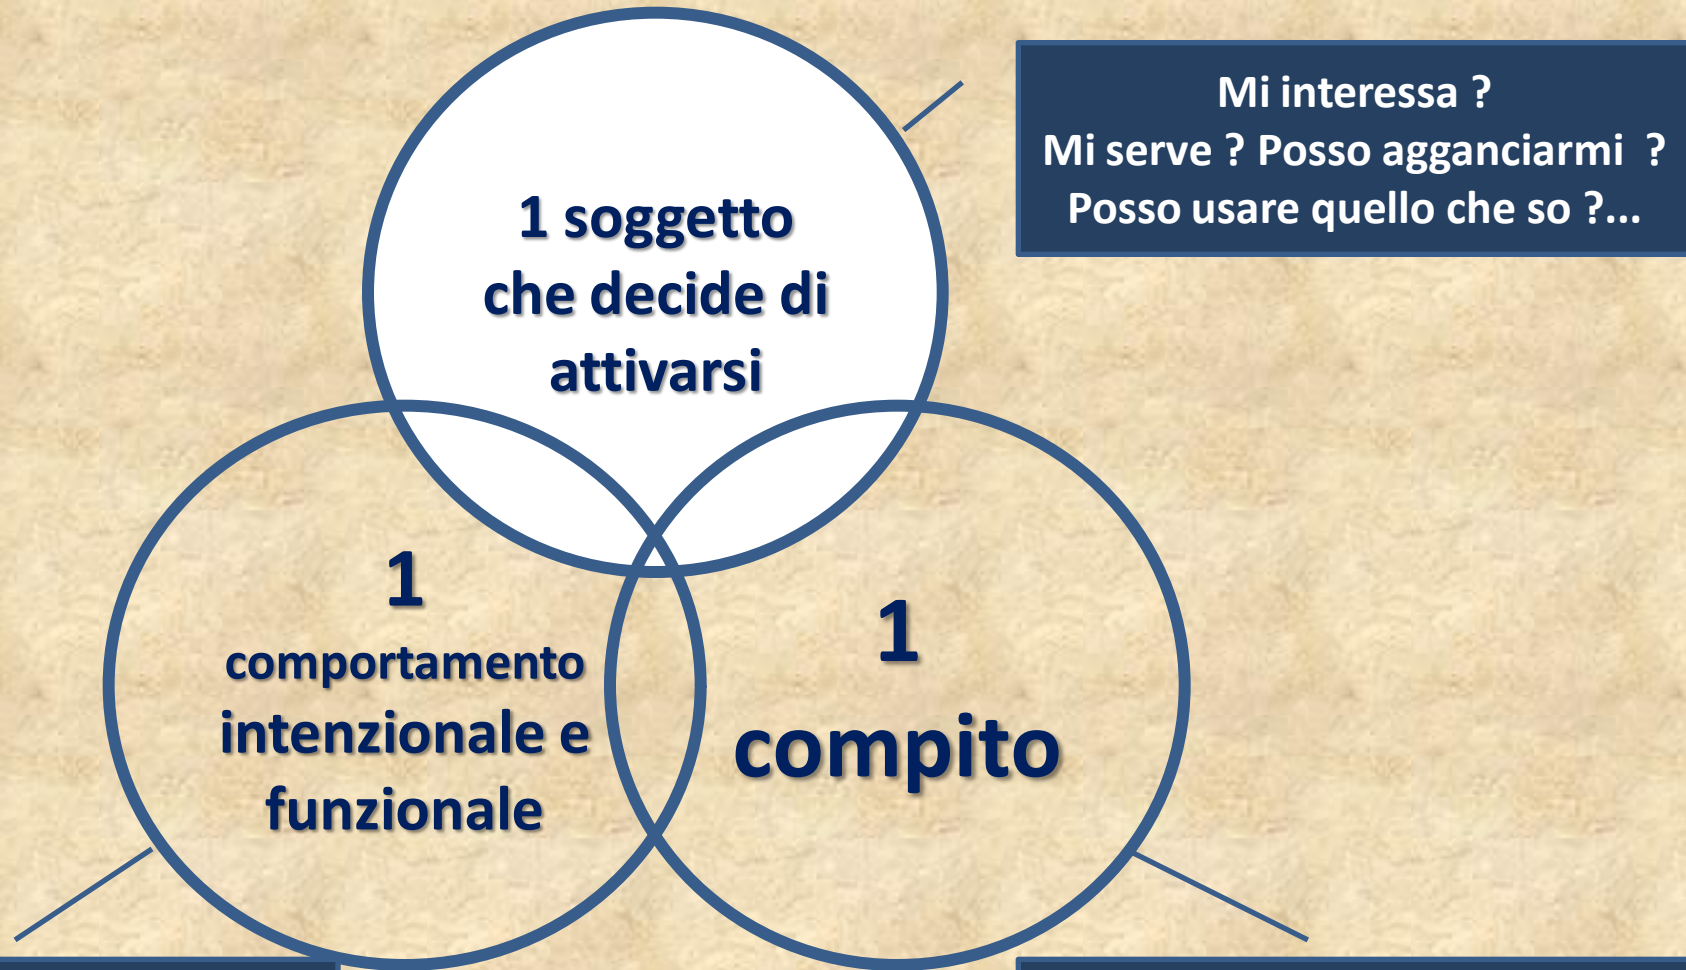 Mi interessa ?
Mi serve ? Posso agganciarmi ?
Posso usare quello che so ?...
1 soggetto
che decide di
attivarsi
1
comportamento
intenzionale e
funzionale
1
compito